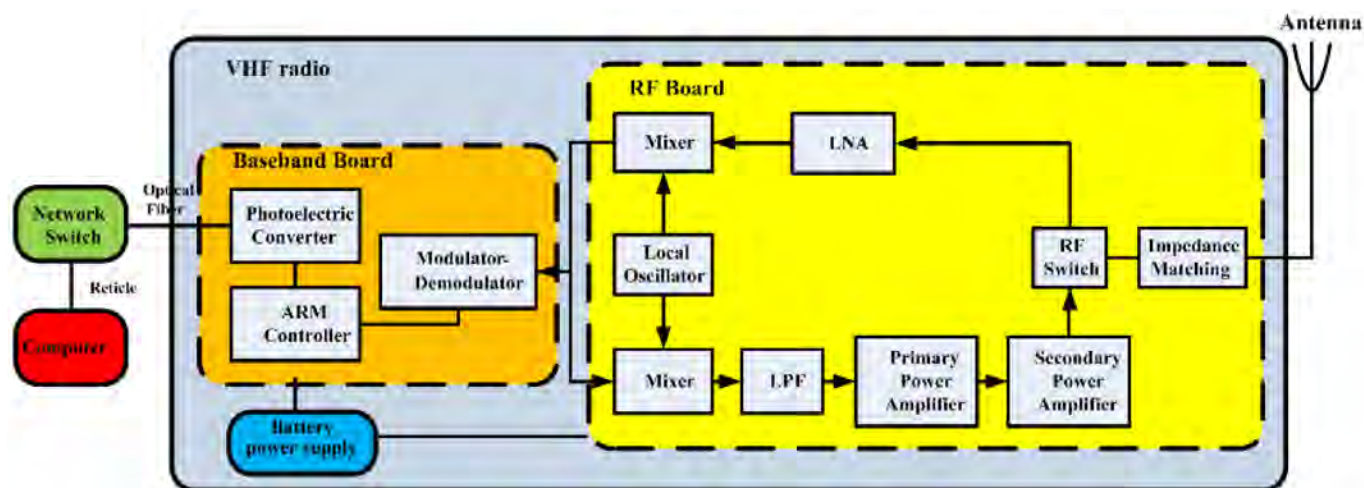 Antenna
VHF radio
RF Board
Mixer
LNA
Baseband Board
Optical
Fiber
Network
Switch
Photoelectric
Converter
Modulator-
Demodulator
Local
Oscillator
RF
Switch
Impedance
Matching
Reticle
ARM
Controller
Computer
Mixer
LPF
Primary
Power
Amplifier
Secondary
Power
Amplifier
Battery
power supply